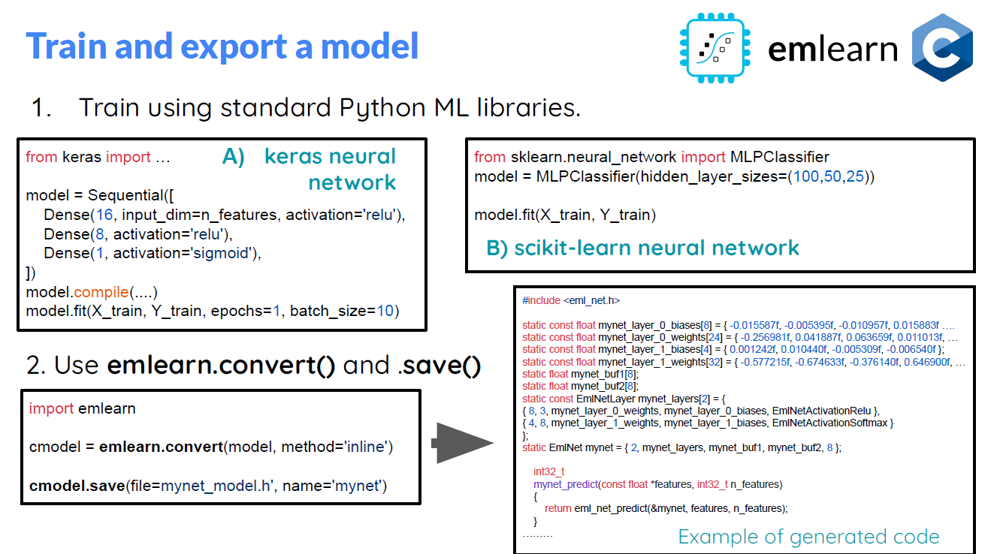 Train and export a model
emlearn
C
1. Train using standard Python ML libraries.
from keras import …
A) keras neural
network
model = Sequential([
Dense(16, input_dim=n_features, activation='relu'),
Dense(8, activation='relu'),
Dense(1, activation='sigmoid'),
])
model.compile(....)
model.fit(X_train, Y_train, epochs=1, batch_size=10)
from sklearn.neural_network import MLPClassifier
model = MLPClassifier(hidden_layer_sizes=(100,50,25))
model.fit(X_train, Y_train)
B) scikit-learn neural network
2. Use emlearn.convert() and .save()
import emlearn
cmodel = emlearn.convert(model, method='inline')
cmodel.save(file=mynet_model.h', name='mynet')
#include <eml_net.h>
static const float mynet_layer_0_biases[8] = { -0.015587f, -0.005395f, -0.010957f, 0.015883f ….
static const float mynet_layer_0_weights[24] = { -0.256981f, 0.041887f, 0.063659f, 0.011013f, …
static const float mynet_layer_1_biases[4] = { 0.001242f, 0.010440f, -0.005309f, -0.006540f };
static const float mynet_layer_1_weights[32] = { -0.577215f, -0.674633f, -0.376140f, 0.646900f, …
static float mynet_buf1[8];
static float mynet_buf2[8];
static const EmlNetLayer mynet_layers[2] = {
{ 8, 3, mynet_layer_0_weights, mynet_layer_0_biases, EmlNetActivationRelu },
{ 4, 8, mynet_layer_1_weights, mynet_layer_1_biases, EmlNetActivationSoftmax }
};
static EmlNet mynet = { 2, mynet_layers, mynet_buf1, mynet_buf2, 8 };
int32_t
mynet_predict(const float *features, int32_t n_features)
{
return eml_net_predict(&mynet, features, n_features);
}
………
Example of generated code